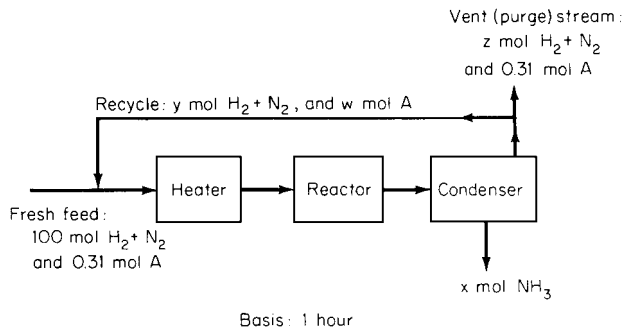 Vent (purge) stream:
z mol H₂ + N₂
and 0.31 mol A
Recycle: y mol H₂ + N₂, and w mol A
Heater
Reactor
Condenser
Fresh feed:
100 mol H₂ + N₂
and 0.31 mol A
x mol NH₃
Basis: 1 hour